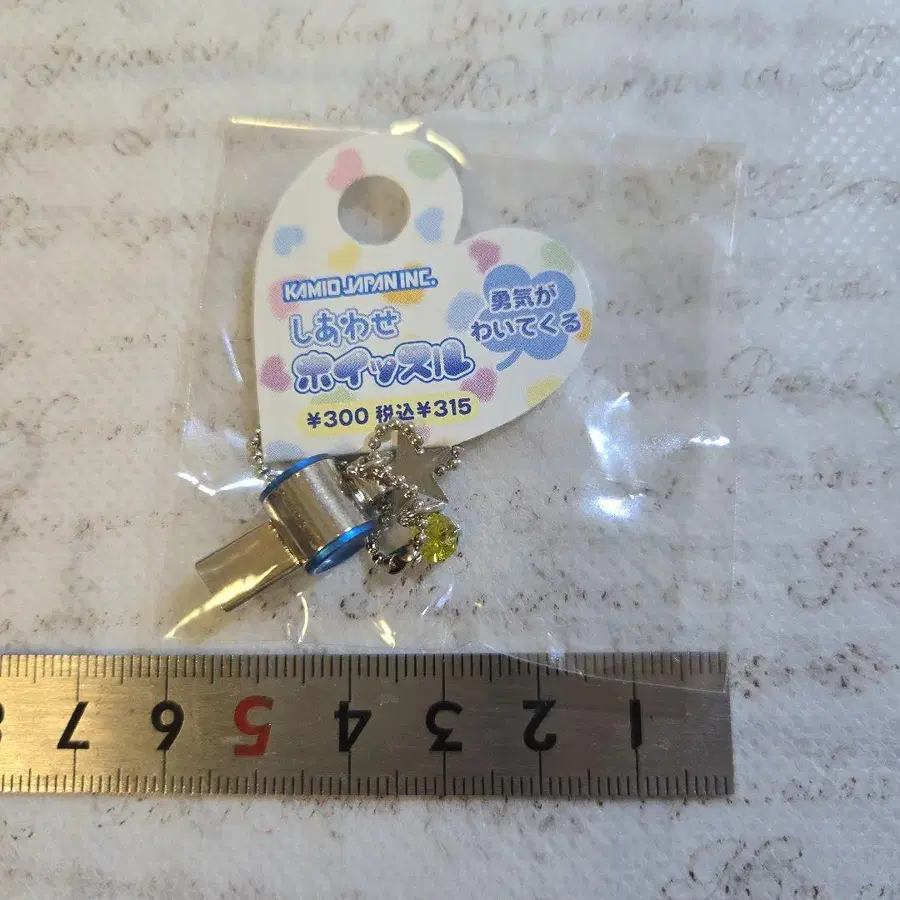 KAMIO JAPAN INC.
しあわせ
ホイッスル
勇気が
わいてくる
¥300 税込¥315
7 6 5 4 3 2 1